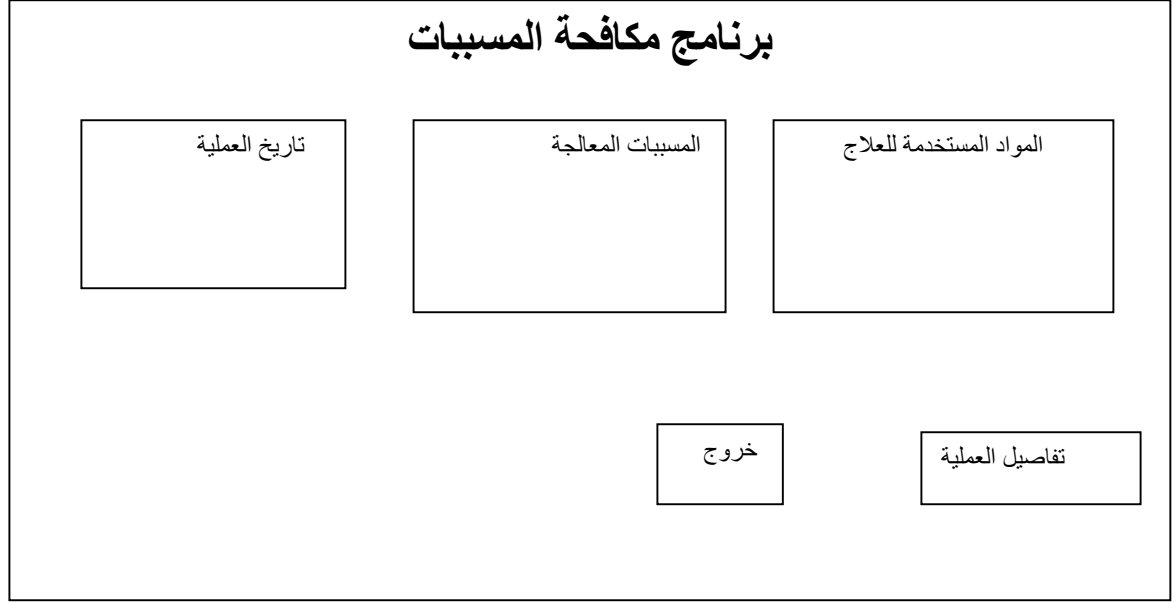 برنامج مكافحة المسببات
المواد المستخدمة للعلاج
المسببات المعالجة
تاريخ العملية
تفاصيل العملية
خروج